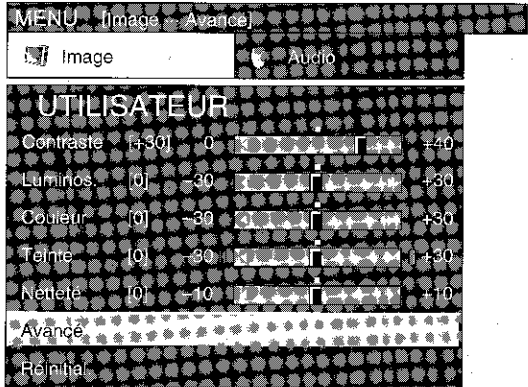 MENU [Image ··· Avancé]
Image Audio
UTILISATEUR
Contraste [+30] 0 +40
Luminos. [0] −30 +30
Couleur [0] −30 +30
Teinte [0] −30 +30
Netteté [0] −10 +10
Avancé
Réinitial.